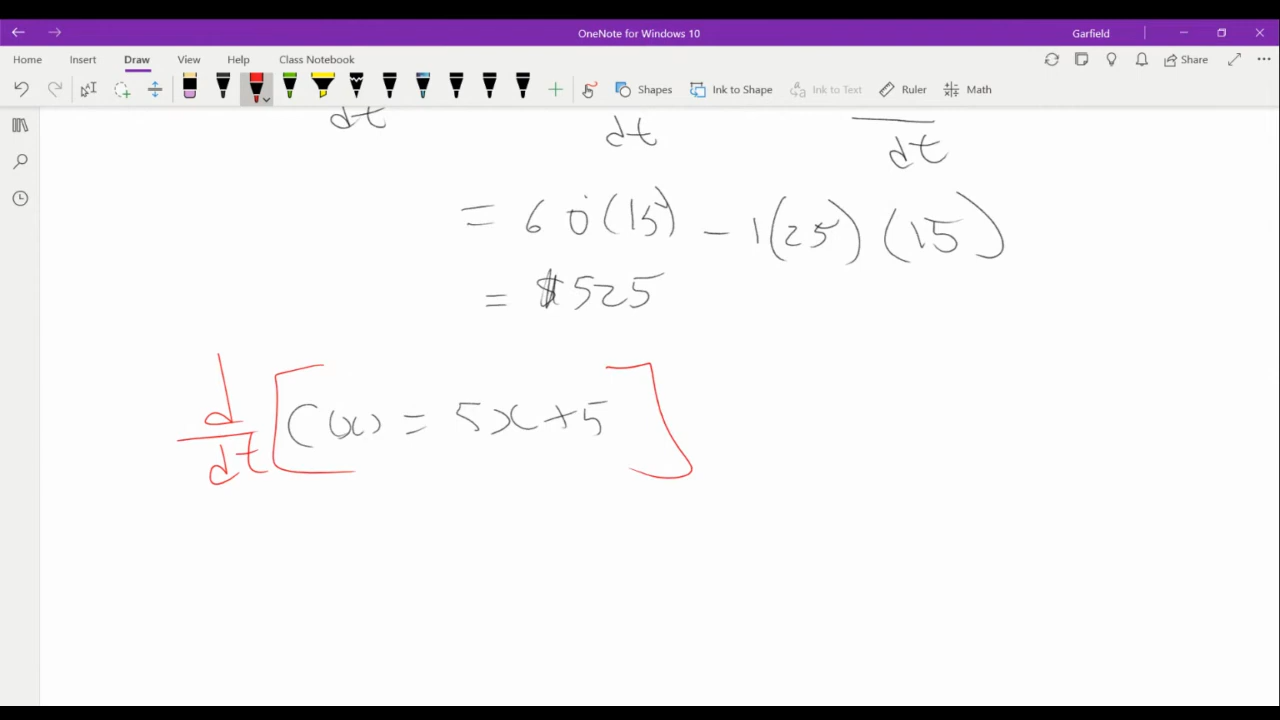 OneNote for Windows 10
Garfield
Home Insert Draw View Help Class Notebook
Share
Shapes Ink to Shape Ink to Text Ruler Math
dt dt dt
= 60(15) - 1(25)(15)
= $525
d/dt [C(x) = 5x+5]